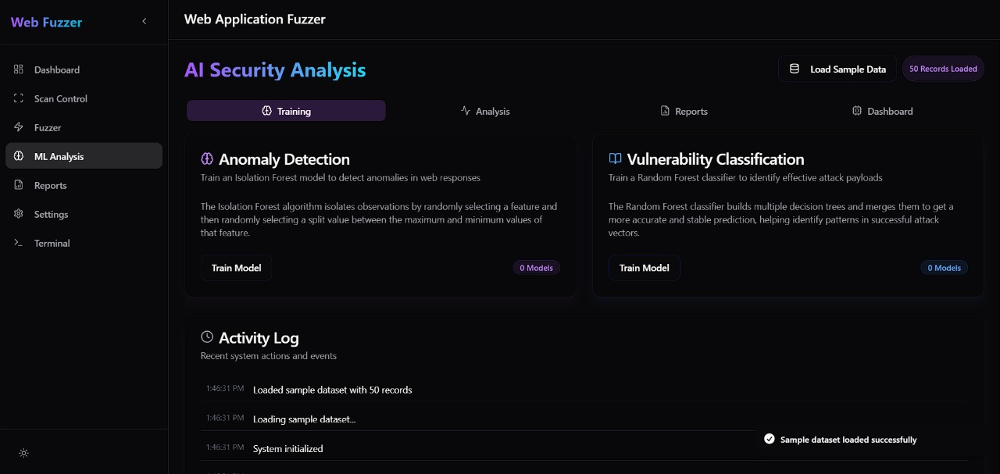 Web Fuzzer
Web Application Fuzzer
Dashboard
Scan Control
Fuzzer
ML Analysis
Reports
Settings
Terminal
AI Security Analysis
Load Sample Data
50 Records Loaded
Training
Analysis
Reports
Dashboard
Anomaly Detection
Train an Isolation Forest model to detect anomalies in web responses
The Isolation Forest algorithm isolates observations by randomly selecting a feature and
then randomly selecting a split value between the maximum and minimum values of
that feature.
Train Model
0 Models
Vulnerability Classification
Train a Random Forest classifier to identify effective attack payloads
The Random Forest classifier builds multiple decision trees and merges them to get a
more accurate and stable prediction, helping identify patterns in successful attack
vectors.
Train Model
0 Models
Activity Log
Recent system actions and events
1:46:31 PM Loaded sample dataset with 50 records
1:46:31 PM Loading sample dataset...
1:46:31 PM System initialized
Sample dataset loaded successfully